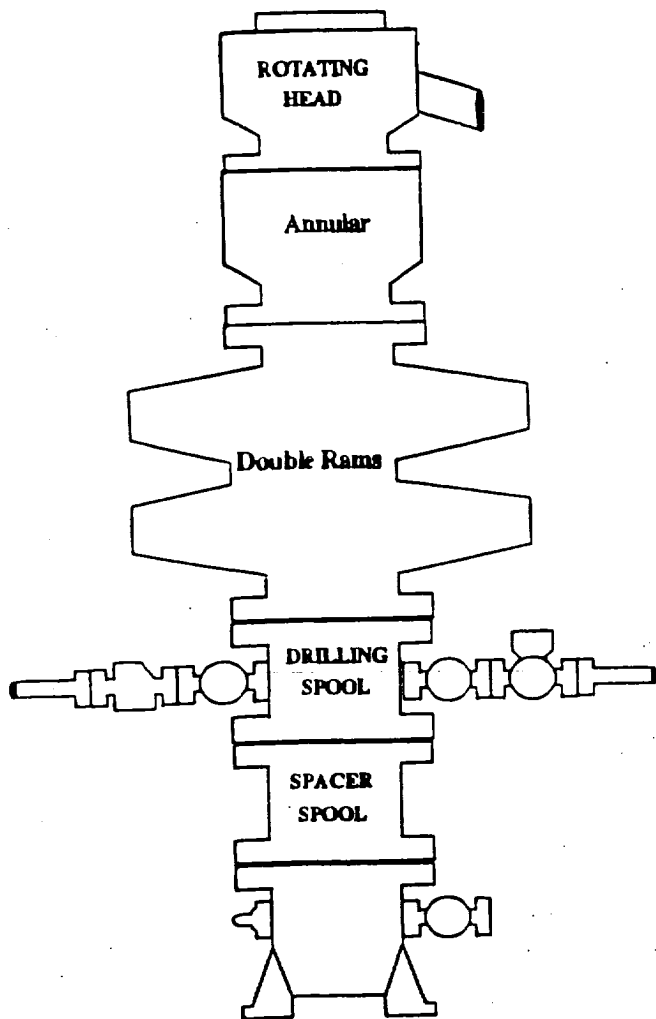 ROTATING
HEAD
Annular
Double Rams
DRILLING
SPOOL
SPACER
SPOOL